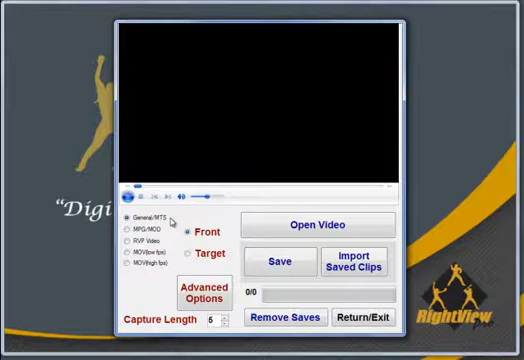 “Digi
General/MTS
MPG/MOD
RVP Video
MOV(low fps)
MOV(high fps)
Front
Target
Open Video
Save
Import
Saved Clips
Advanced
Options
0/0
Capture Length
5
Remove Saves
Return/Exit
RightView